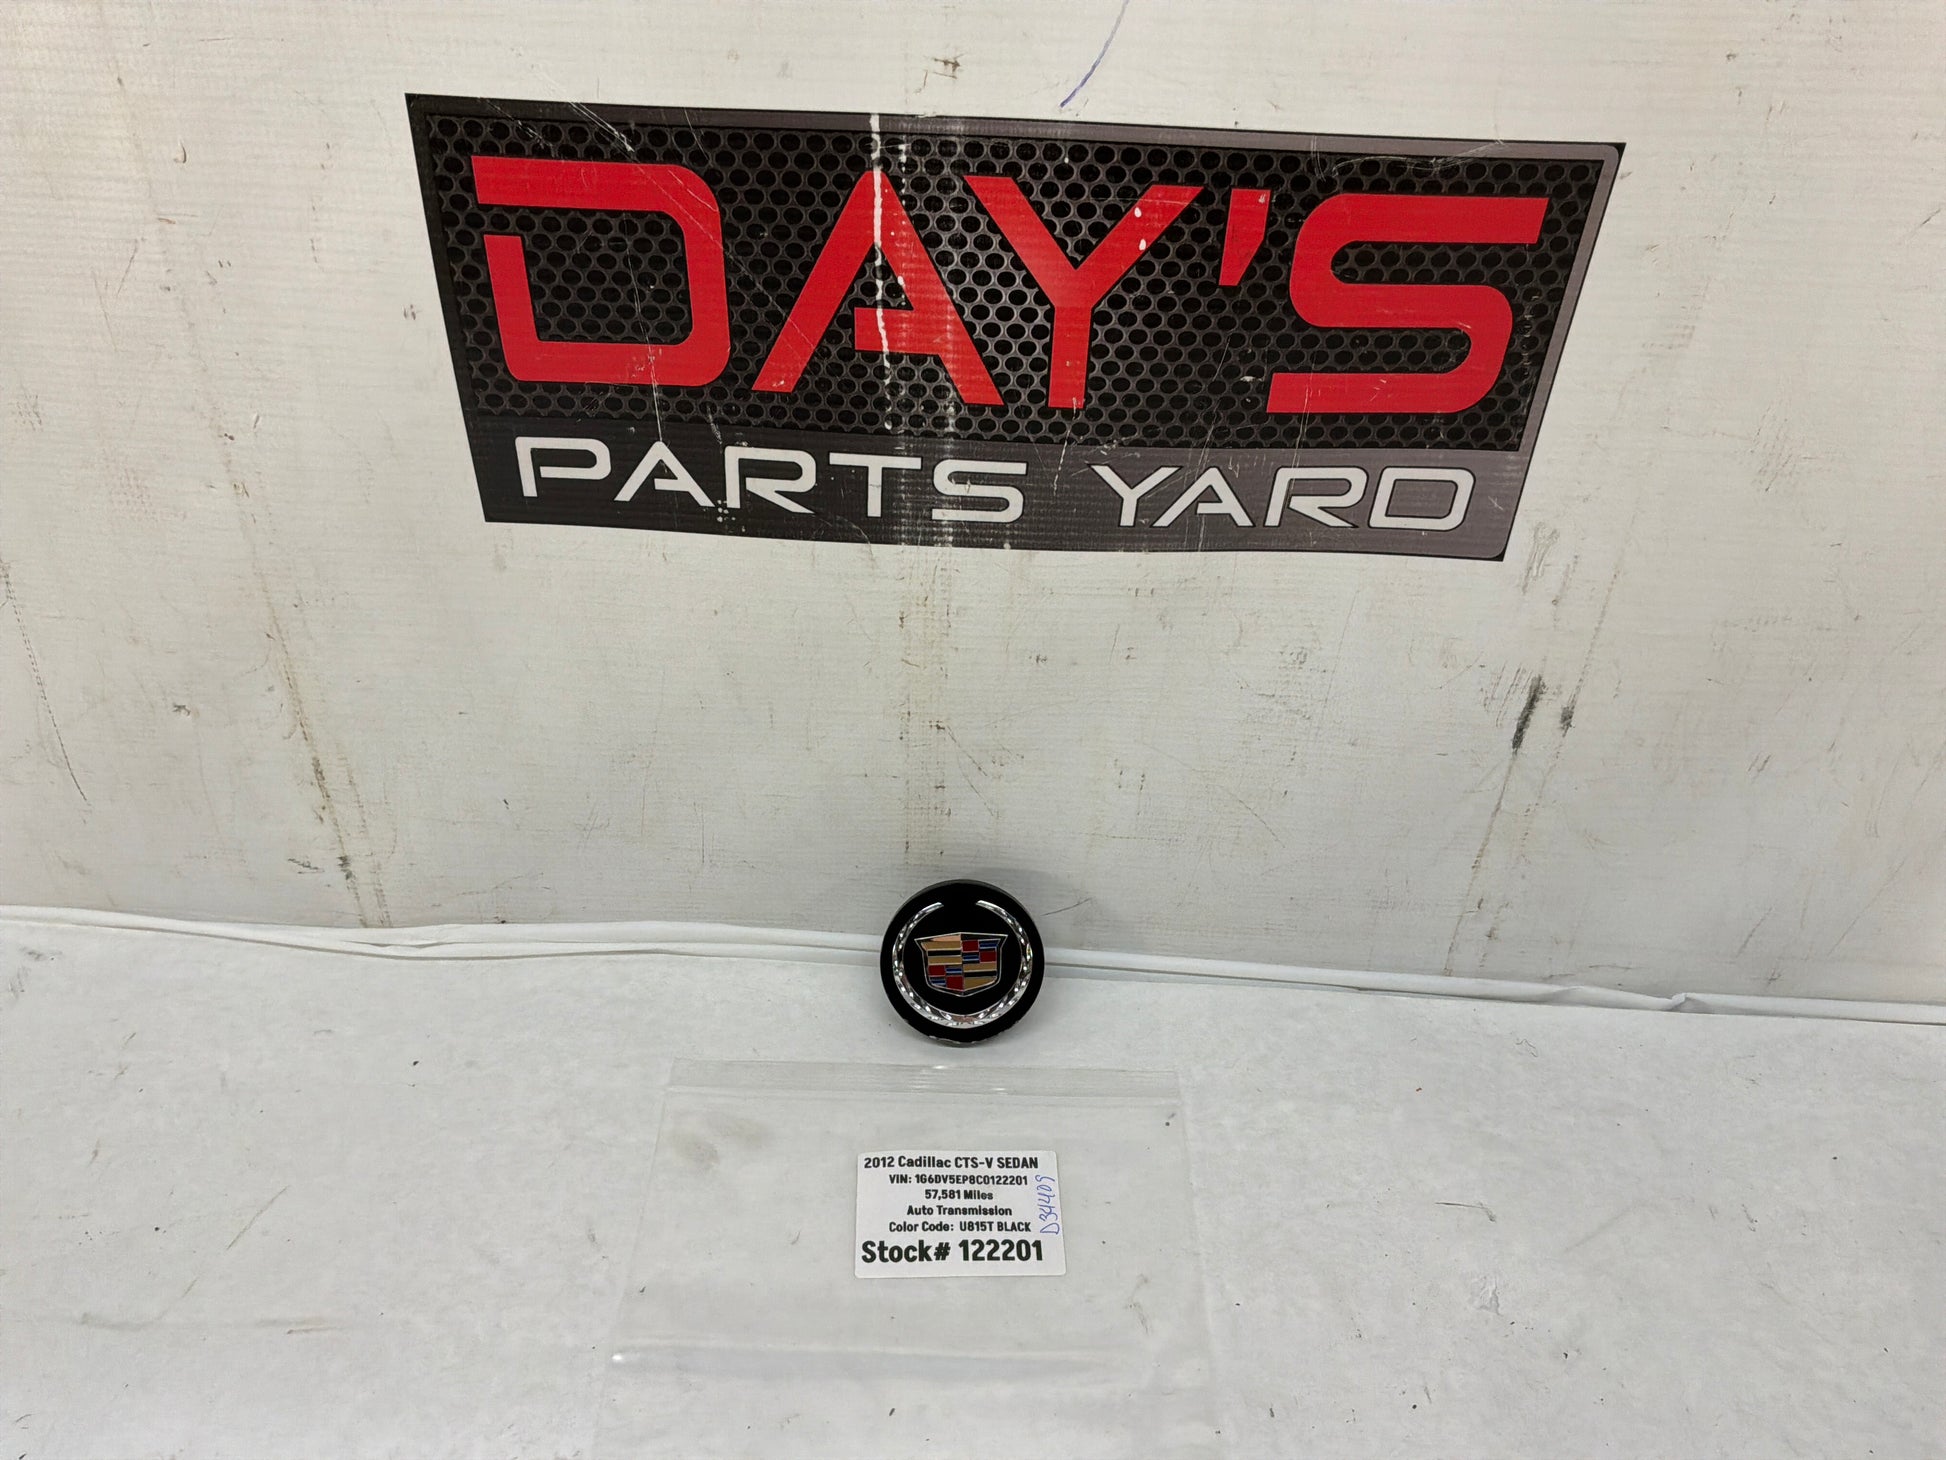 DAY'S
PARTS YARD
2012 Cadillac CTS-V SEDAN
VIN: 1G6DV5EP8C0122201
57,581 Miles
Auto Transmission
Color Code: U815T BLACK
Stock# 122201
D34409